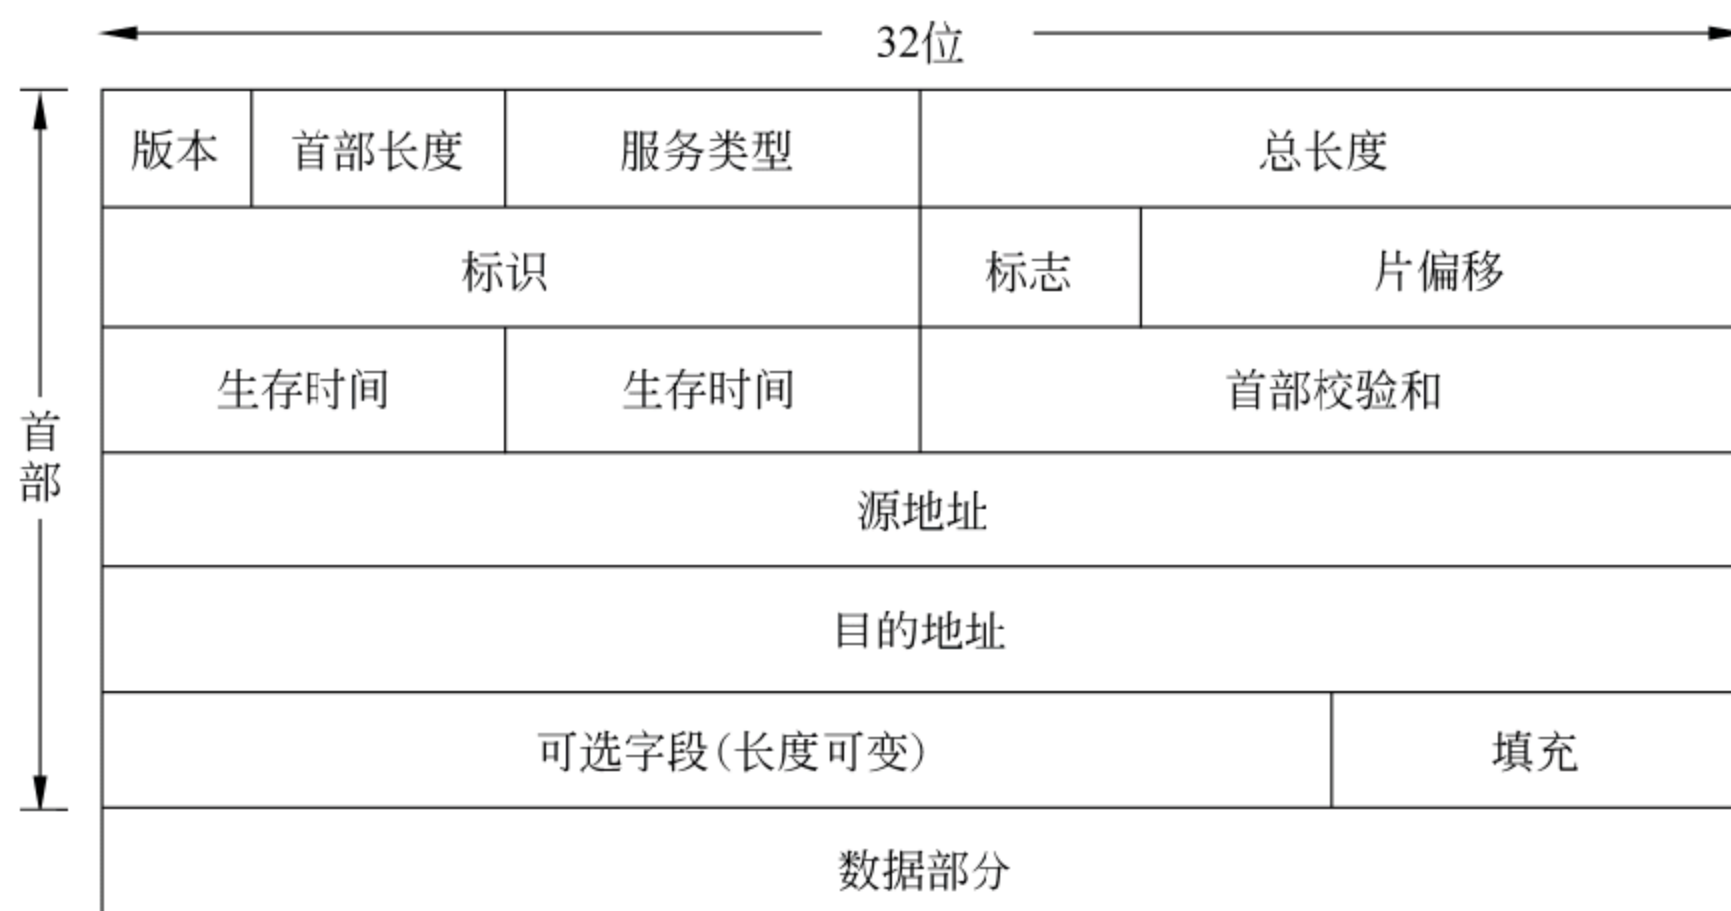 32位
版本 首部长度 服务类型 总长度
标识 标志 片偏移
生存时间 生存时间 首部校验和
首部
源地址
目的地址
可选字段(长度可变) 填充
数据部分